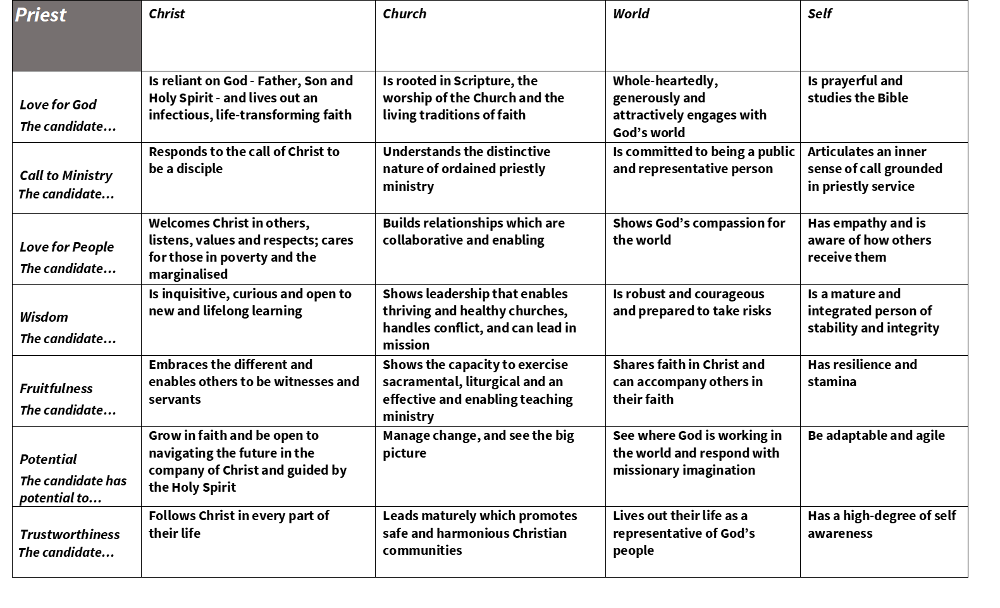 Priest
Christ
Church
World
Self
Love for God
The candidate…
Is reliant on God - Father, Son and
Holy Spirit - and lives out an
infectious, life-transforming faith
Is rooted in Scripture, the
worship of the Church and the
living traditions of faith
Whole-heartedly,
generously and
attractively engages with
God’s world
Is prayerful and
studies the Bible
Call to Ministry
The candidate…
Responds to the call of Christ to
be a disciple
Understands the distinctive
nature of ordained priestly
ministry
Is committed to being a public
and representative person
Articulates an inner
sense of call grounded
in priestly service
Love for People
The candidate…
Welcomes Christ in others,
listens, values and respects; cares
for those in poverty and the
marginalised
Builds relationships which are
collaborative and enabling
Shows God’s compassion for
the world
Has empathy and is
aware of how others
receive them
Wisdom
The candidate…
Is inquisitive, curious and open to
new and lifelong learning
Shows leadership that enables
thriving and healthy churches,
handles conflict, and can lead in
mission
Is robust and courageous
and prepared to take risks
Is a mature and
integrated person of
stability and integrity
Fruitfulness
The candidate…
Embraces the different and
enables others to be witnesses and
servants
Shows the capacity to exercise
sacramental, liturgical and an
effective and enabling teaching
ministry
Shares faith in Christ and
can accompany others in
their faith
Has resilience and
stamina
Potential
The candidate has
potential to…
Grow in faith and be open to
navigating the future in the
company of Christ and guided by
the Holy Spirit
Manage change, and see the big
picture
See where God is working in
the world and respond with
missionary imagination
Be adaptable and agile
Trustworthiness
The candidate…
Follows Christ in every part of
their life
Leads maturely which promotes
safe and harmonious Christian
communities
Lives out their life as a
representative of God’s
people
Has a high-degree of self
awareness